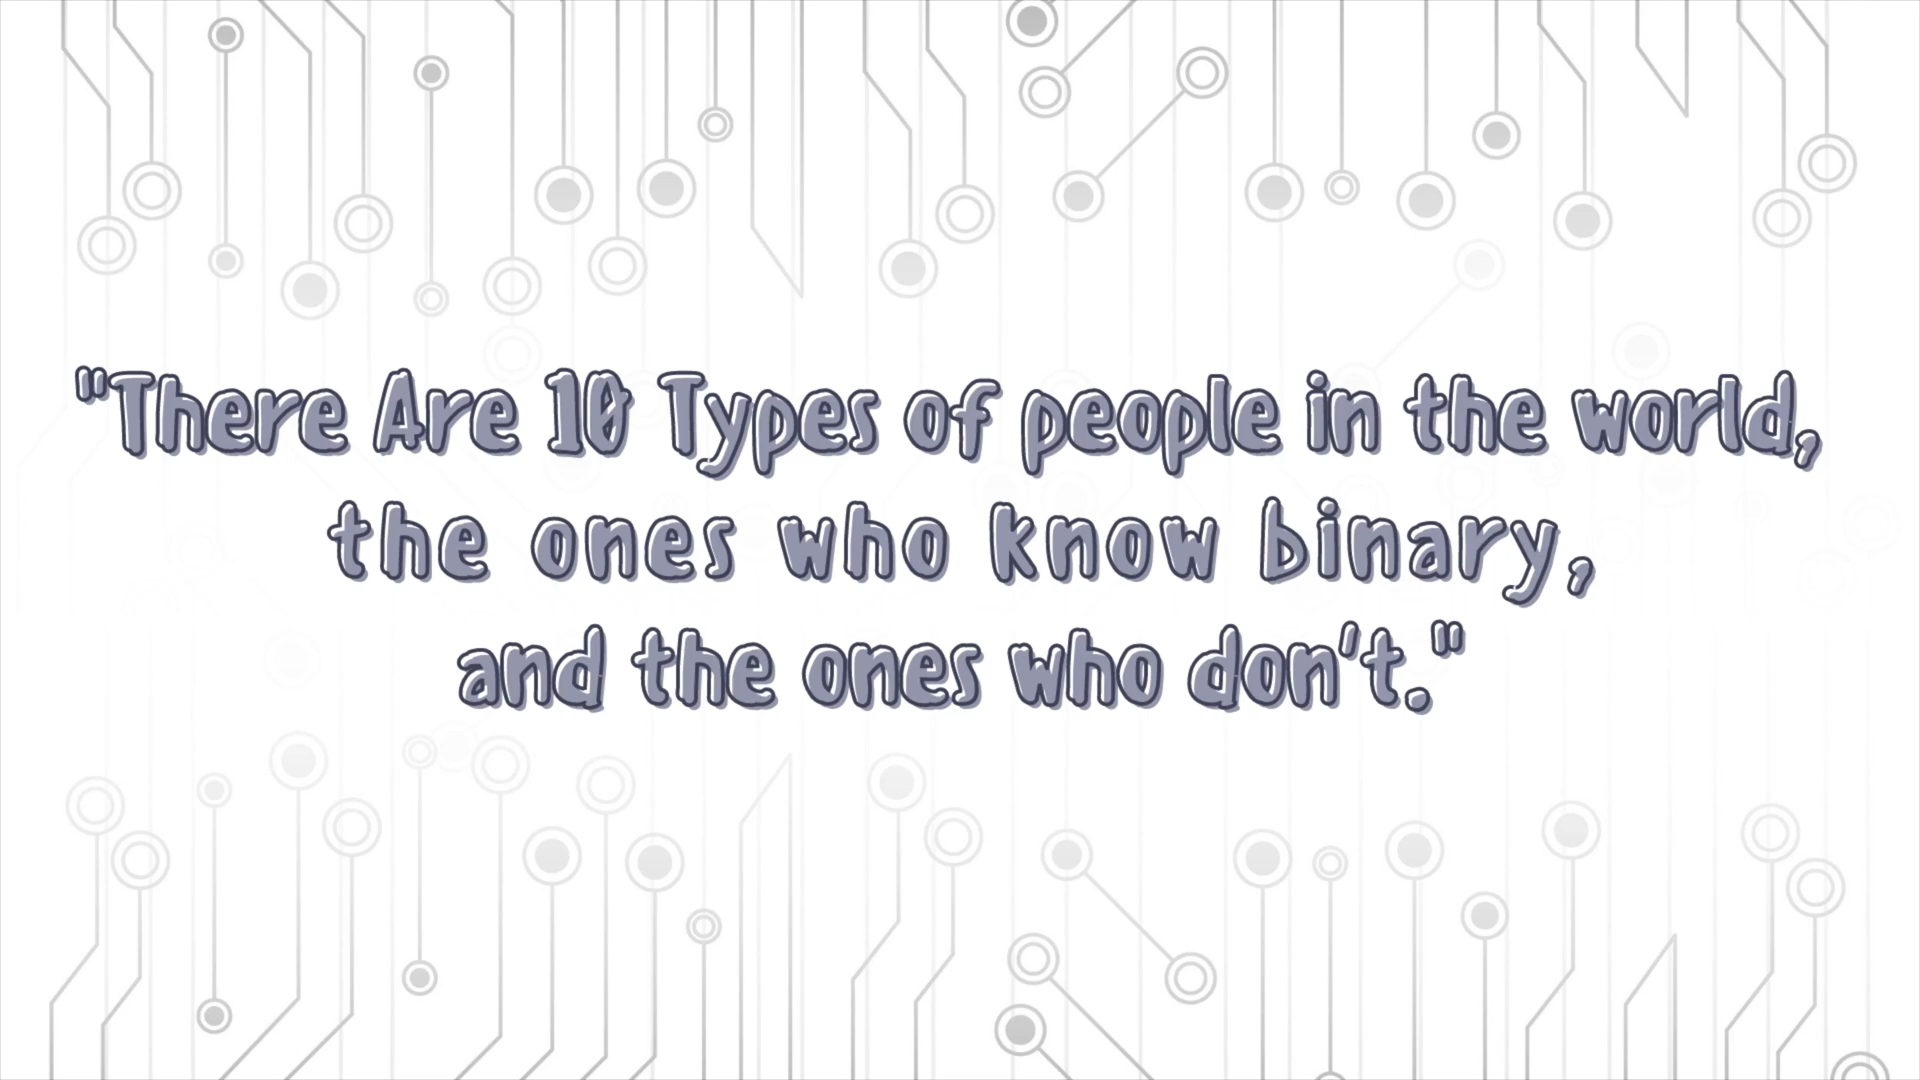 "There Are 10 Types of people in the world,
the ones who know binary,
and the ones who don't."